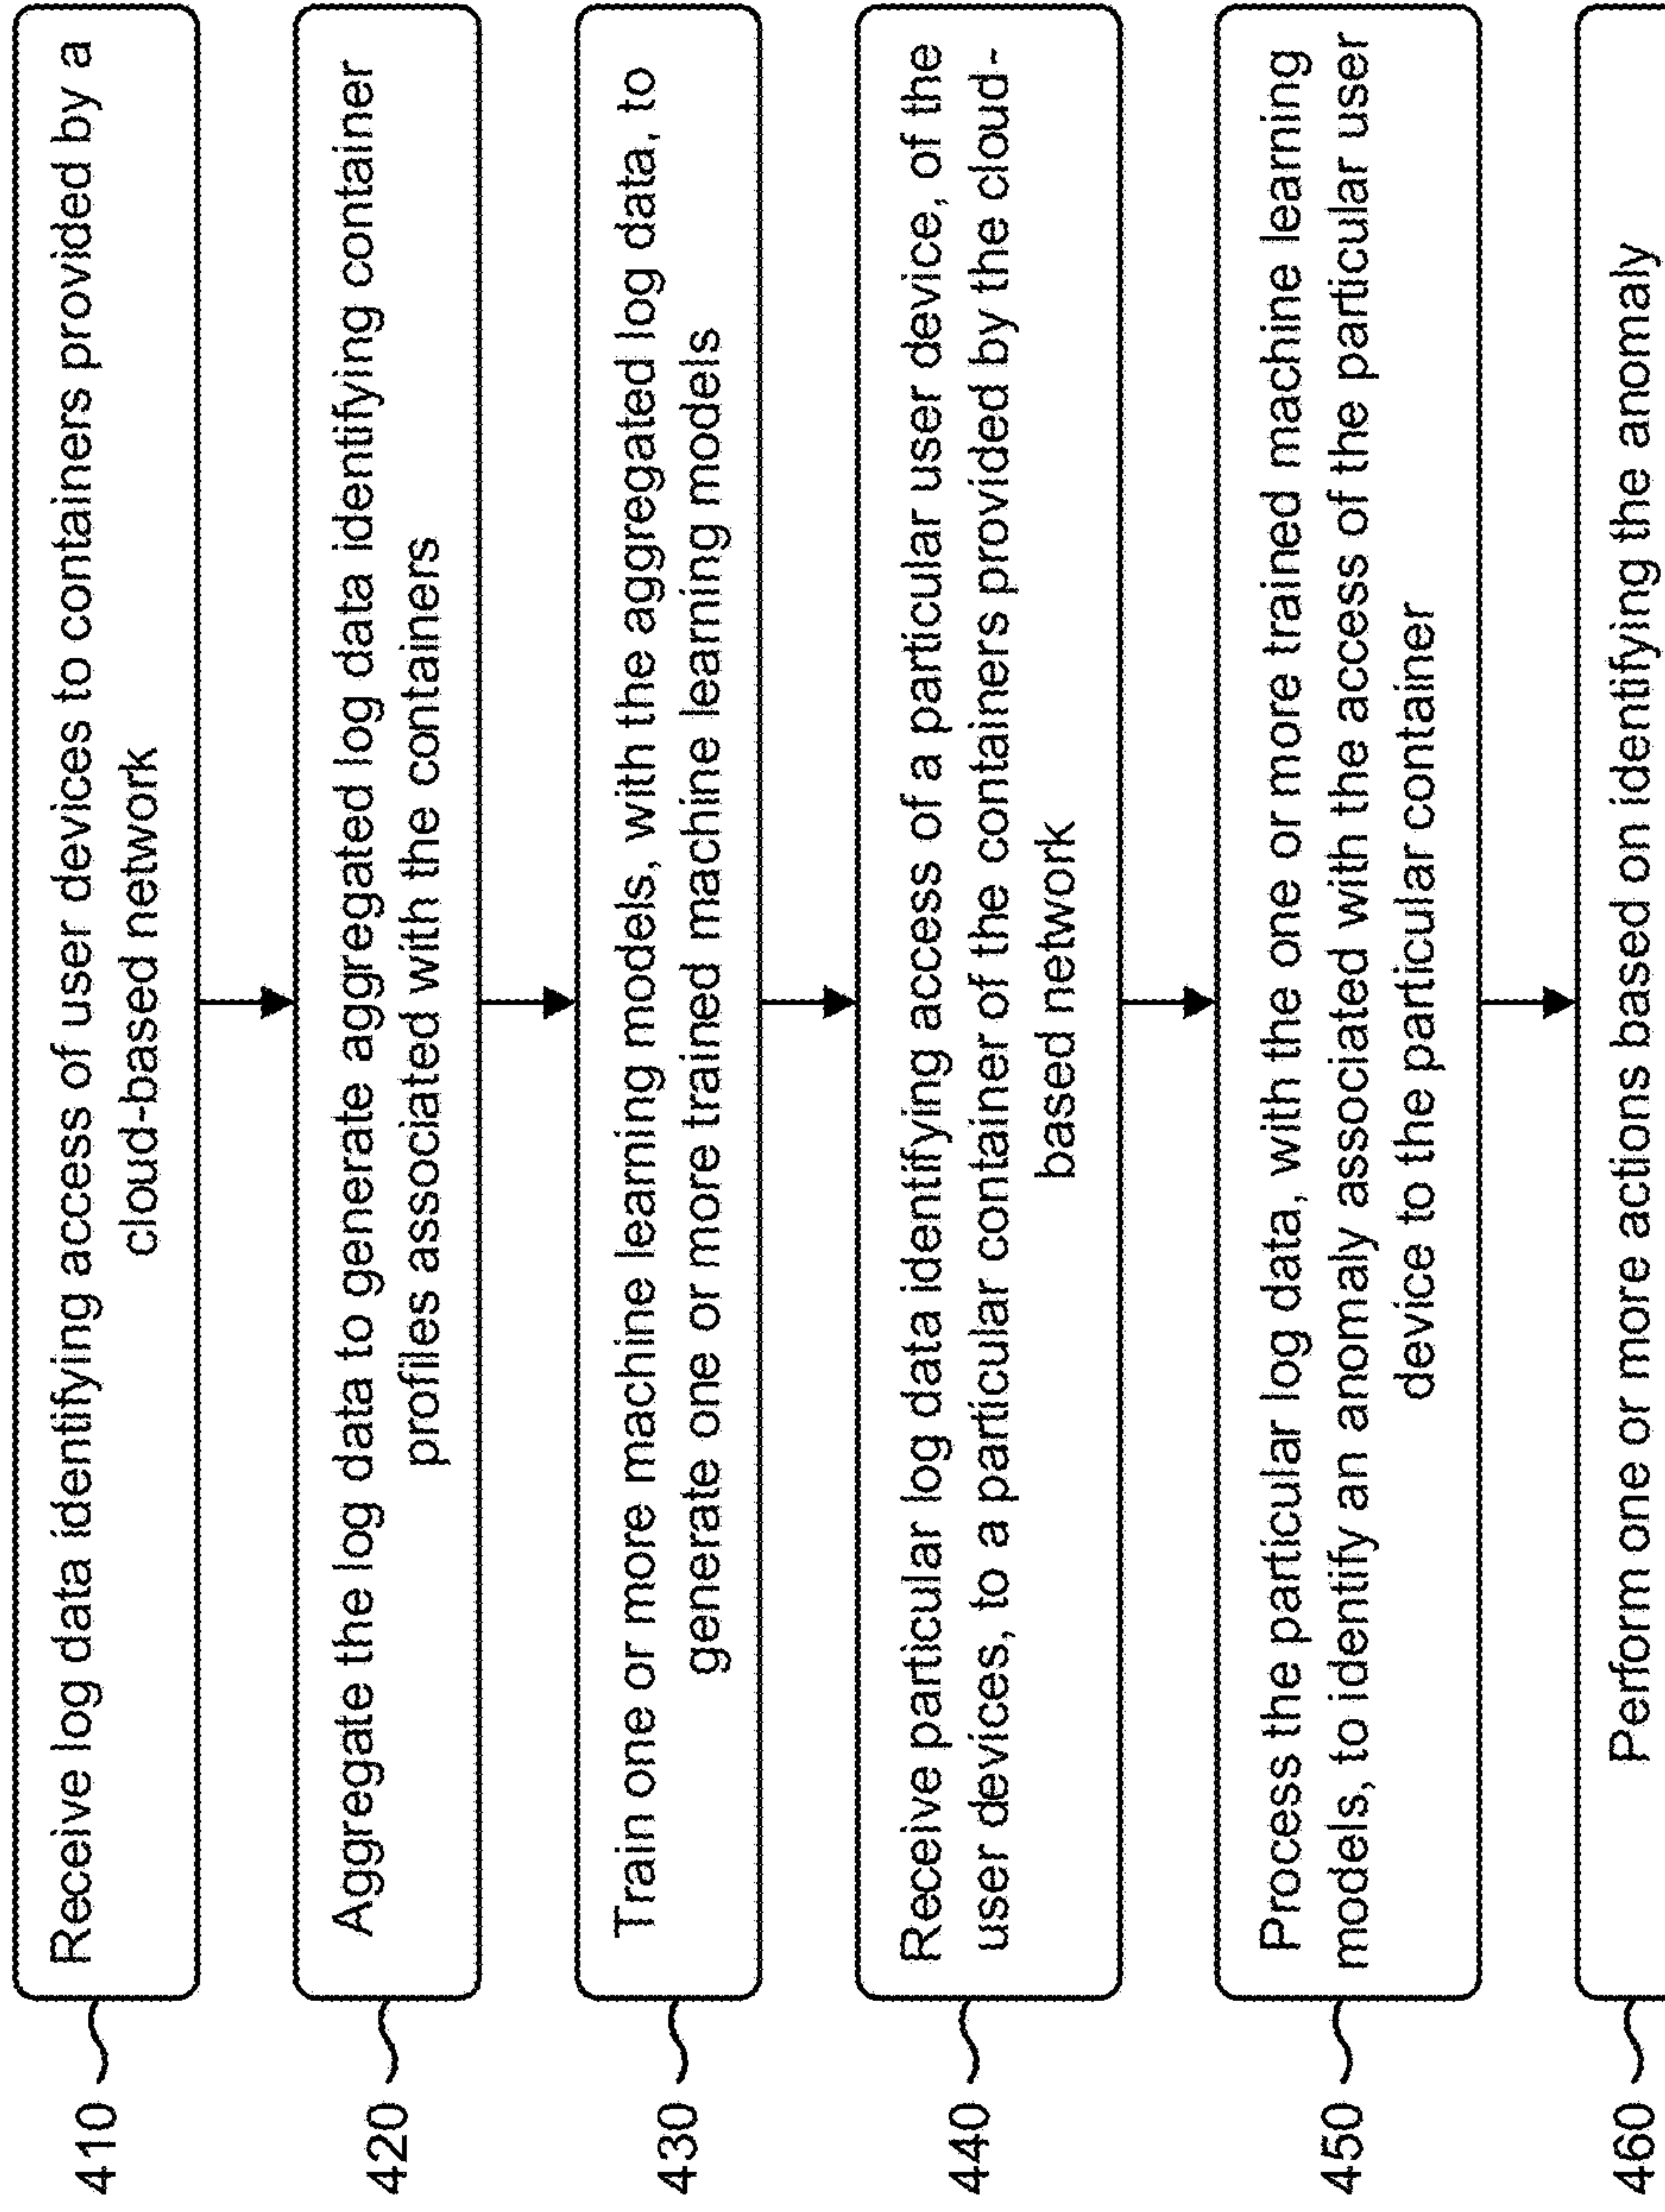 410
Receive log data identifying access of user devices to containers provided by a
cloud-based network
420
Aggregate the log data to generate aggregated log data identifying container
profiles associated with the containers
430
Train one or more machine learning models, with the aggregated log data, to
generate one or more trained machine learning models
440
Receive particular log data identifying access of a particular user device, of the
user devices, to a particular container of the containers provided by the cloud-
based network
450
Process the particular log data, with the one or more trained machine learning
models, to identify an anomaly associated with the access of the particular user
device to the particular container
460
Perform one or more actions based on identifying the anomaly